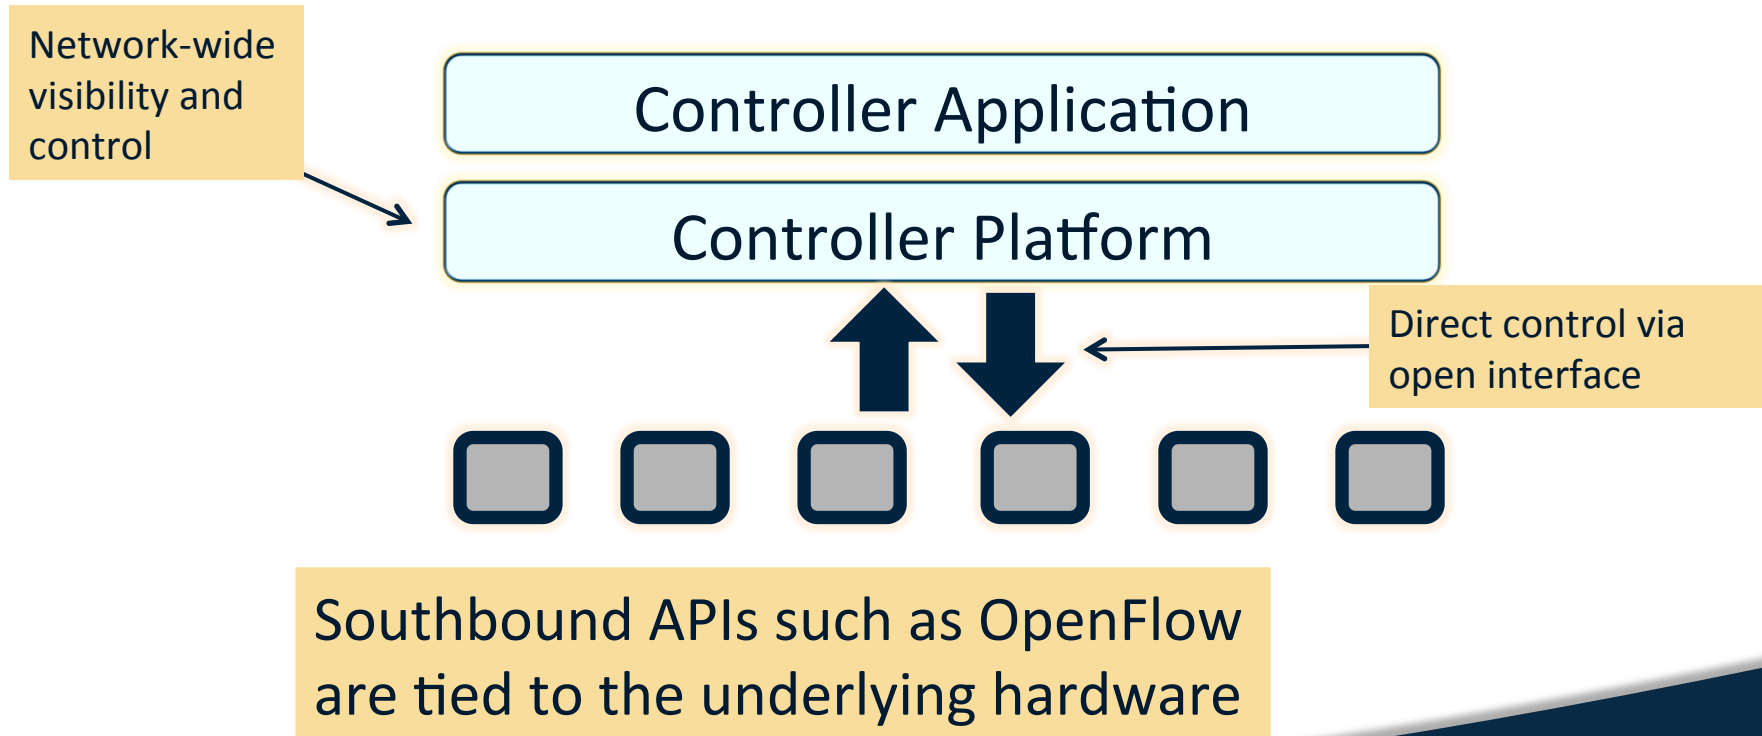 Network-wide
visibility and
control
Controller Application
Controller Platform
Direct control via
open interface
Southbound APIs such as OpenFlow
are tied to the underlying hardware